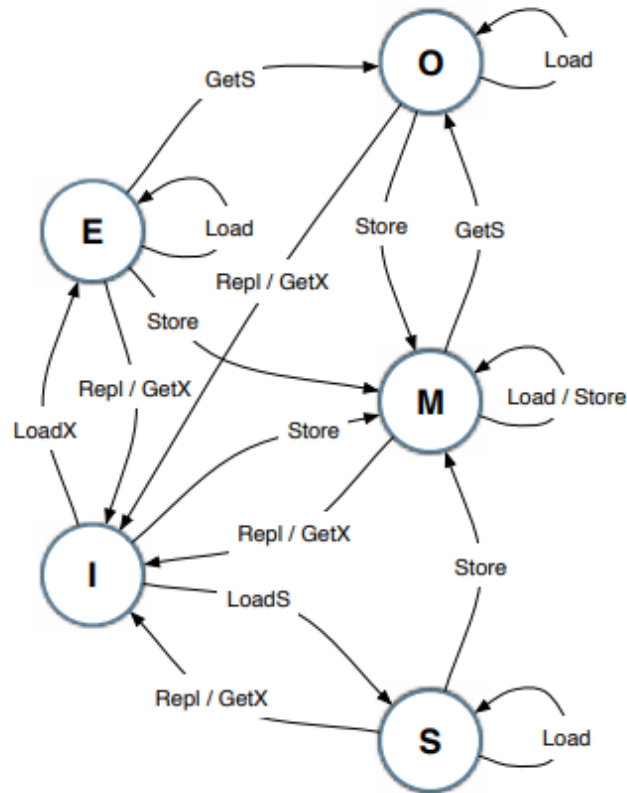 O
Load
GetS
E
Load
Store
GetS
Repl / GetX
Store
Repl / GetX
M
Load / Store
LoadX
Store
Repl / GetX
I
LoadS
Store
Repl / GetX
S
Load